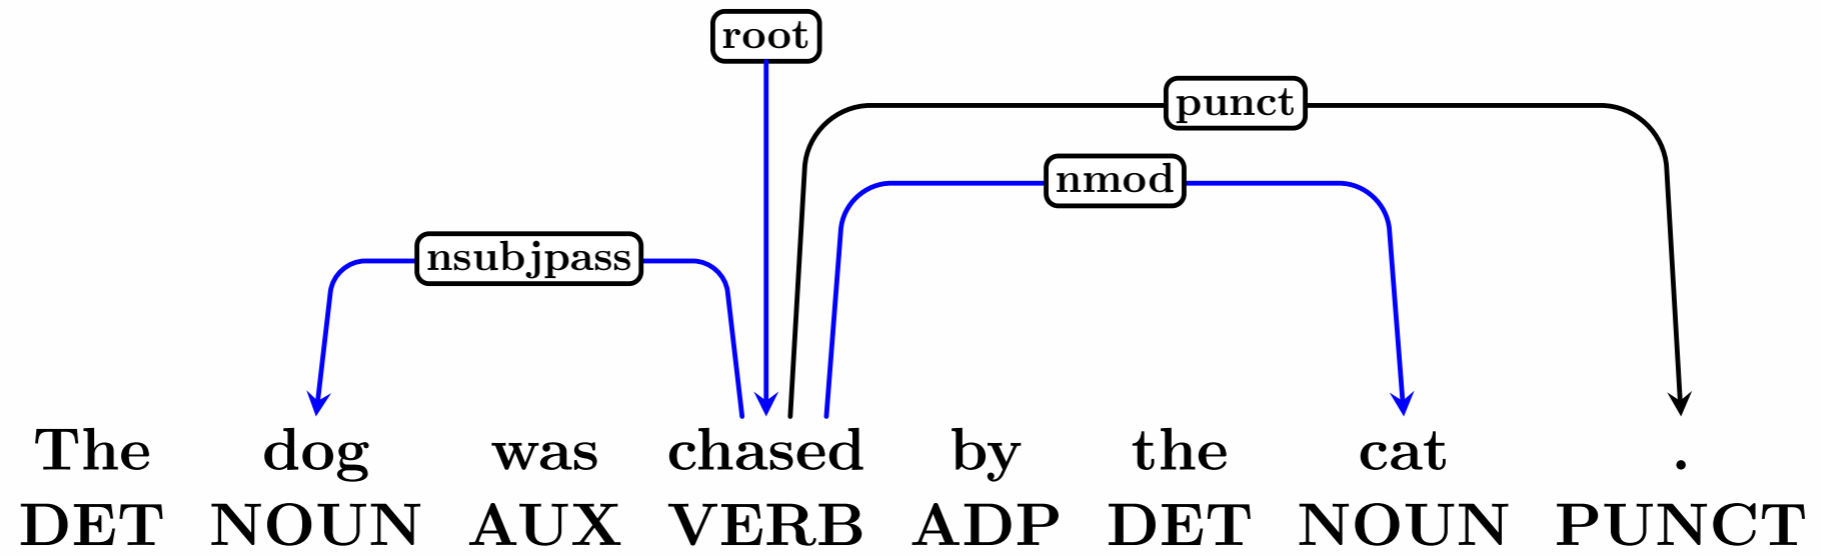 root
punct
nmod
nsubjpass
The dog was chased by the cat .
DET NOUN AUX VERB ADP DET NOUN PUNCT